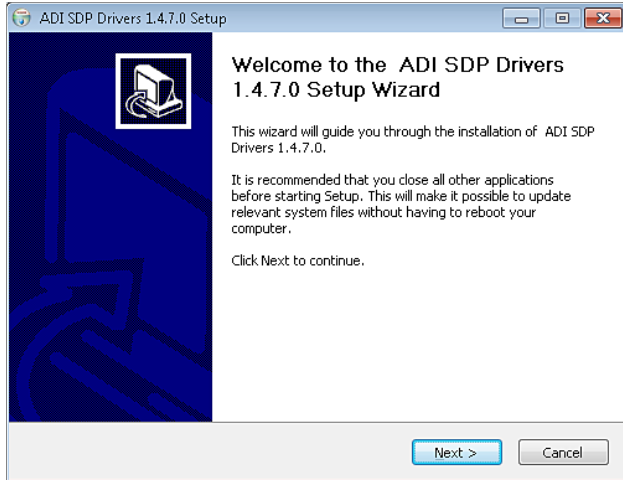 ADI SDP Drivers 1.4.7.0 Setup
Welcome to the ADI SDP Drivers
1.4.7.0 Setup Wizard
This wizard will guide you through the installation of ADI SDP
Drivers 1.4.7.0.
It is recommended that you close all other applications
before starting Setup. This will make it possible to update
relevant system files without having to reboot your
computer.
Click Next to continue.
Next >
Cancel